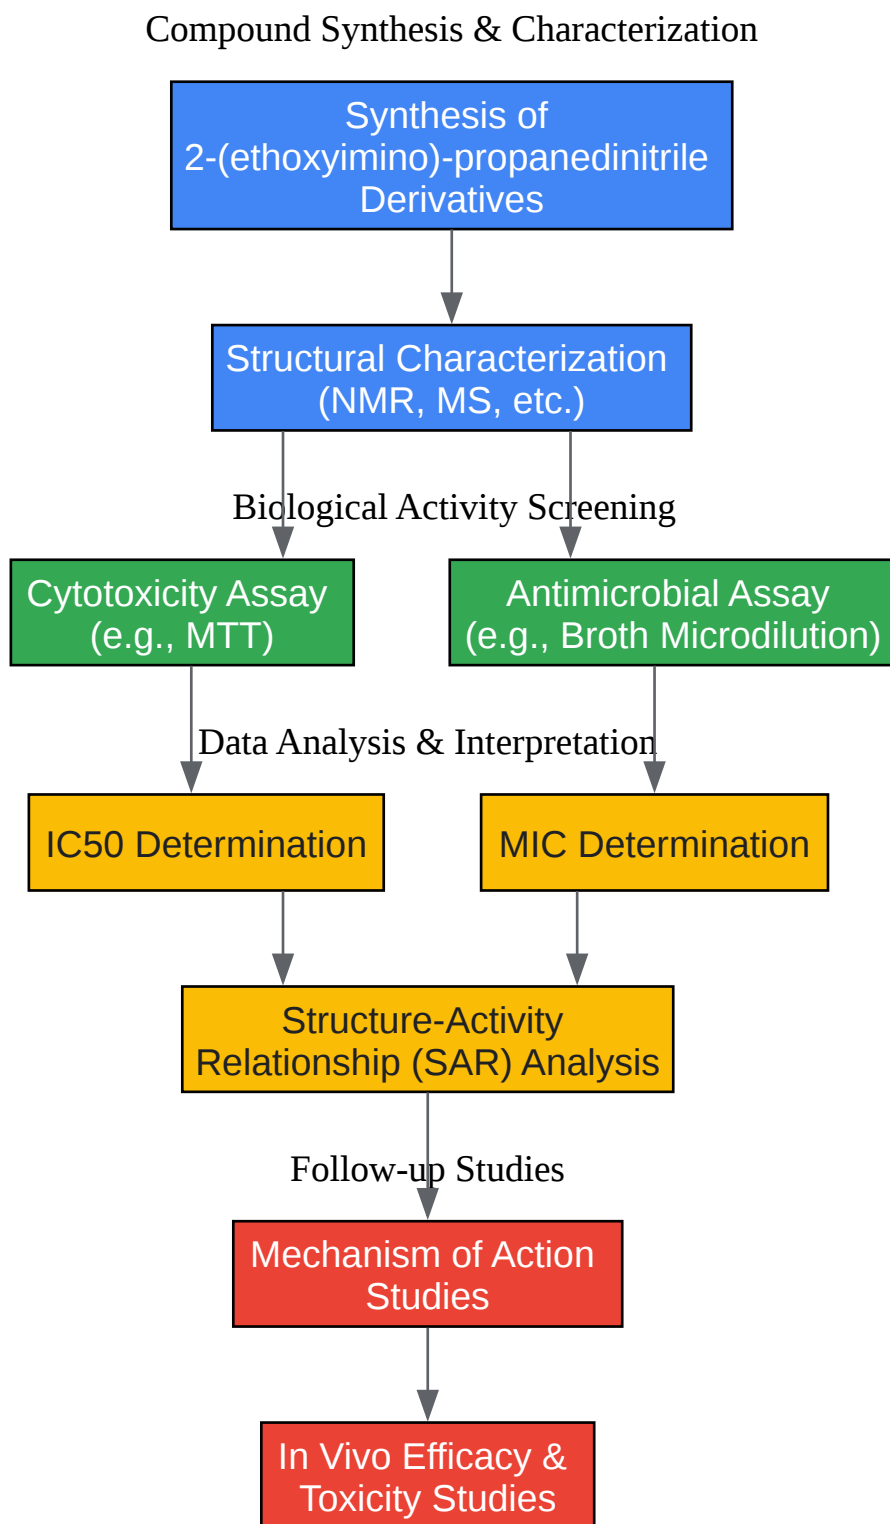 Compound Synthesis & Characterization
Synthesis of
2-(ethoxyimino)-propanedinitrile
Derivatives
Structural Characterization
(NMR, MS, etc.)
Biological Activity Screening
Cytotoxicity Assay
(e.g., MTT)
Antimicrobial Assay
(e.g., Broth Microdilution)
Data Analysis & Interpretation
IC50 Determination
MIC Determination
Structure-Activity
Relationship (SAR) Analysis
Follow-up Studies
Mechanism of Action
Studies
In Vivo Efficacy &
Toxicity Studies